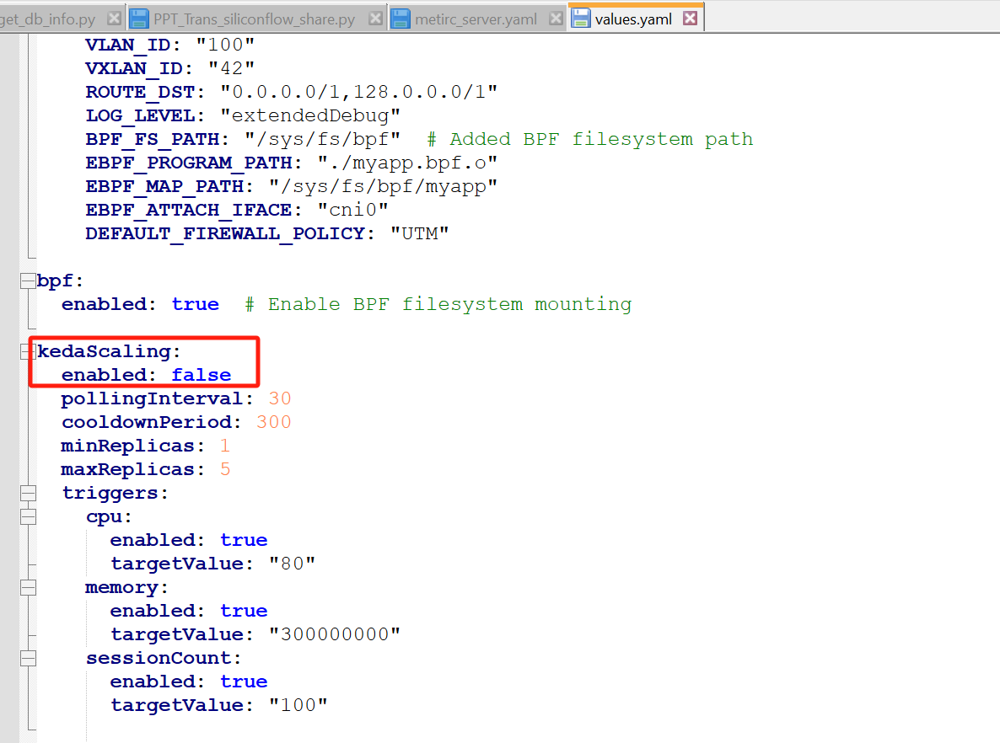 get_db_info.py PPT_Trans_siliconflow_share.py metirc_server.yaml values.yaml
VLAN_ID: "100"
VXLAN_ID: "42"
ROUTE_DST: "0.0.0.0/1,128.0.0.0/1"
LOG_LEVEL: "extendedDebug"
BPF_FS_PATH: "/sys/fs/bpf"  # Added BPF filesystem path
EBPF_PROGRAM_PATH: "./myapp.bpf.o"
EBPF_MAP_PATH: "/sys/fs/bpf/myapp"
EBPF_ATTACH_IFACE: "cni0"
DEFAULT_FIREWALL_POLICY: "UTM"
bpf:
enabled: true  # Enable BPF filesystem mounting
kedaScaling:
enabled: false
pollingInterval: 30
cooldownPeriod: 300
minReplicas: 1
maxReplicas: 5
triggers:
cpu:
enabled: true
targetValue: "80"
memory:
enabled: true
targetValue: "300000000"
sessionCount:
enabled: true
targetValue: "100"